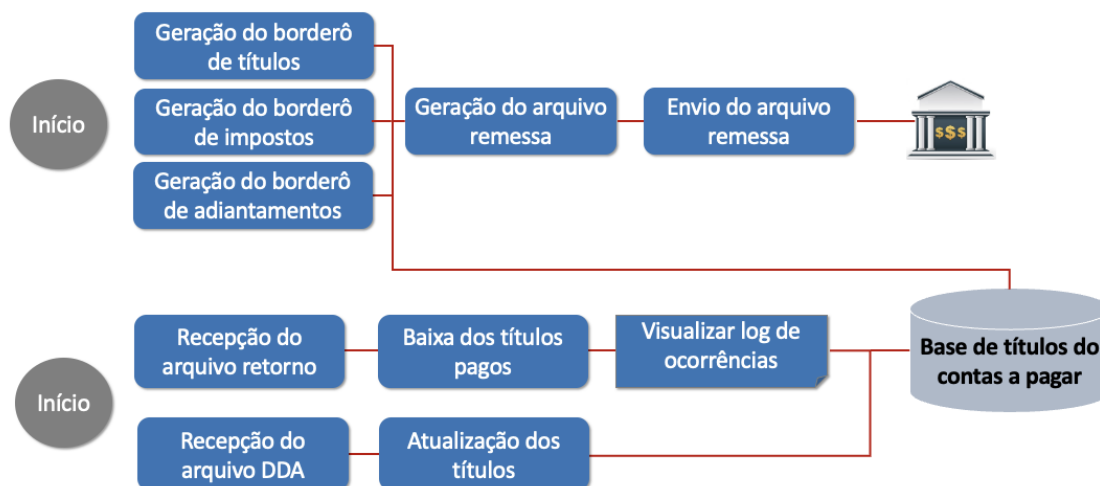 Geração do borderô
de títulos
Início
Geração do borderô
de impostos
Geração do arquivo
remessa
Envio do arquivo
remessa
$$$
Geração do borderô
de adiantamentos
Recepção do
arquivo retorno
Baixa dos títulos
pagos
Visualizar log de
ocorrências
Base de títulos do
contas a pagar
Início
Recepção do
arquivo DDA
Atualização dos
títulos